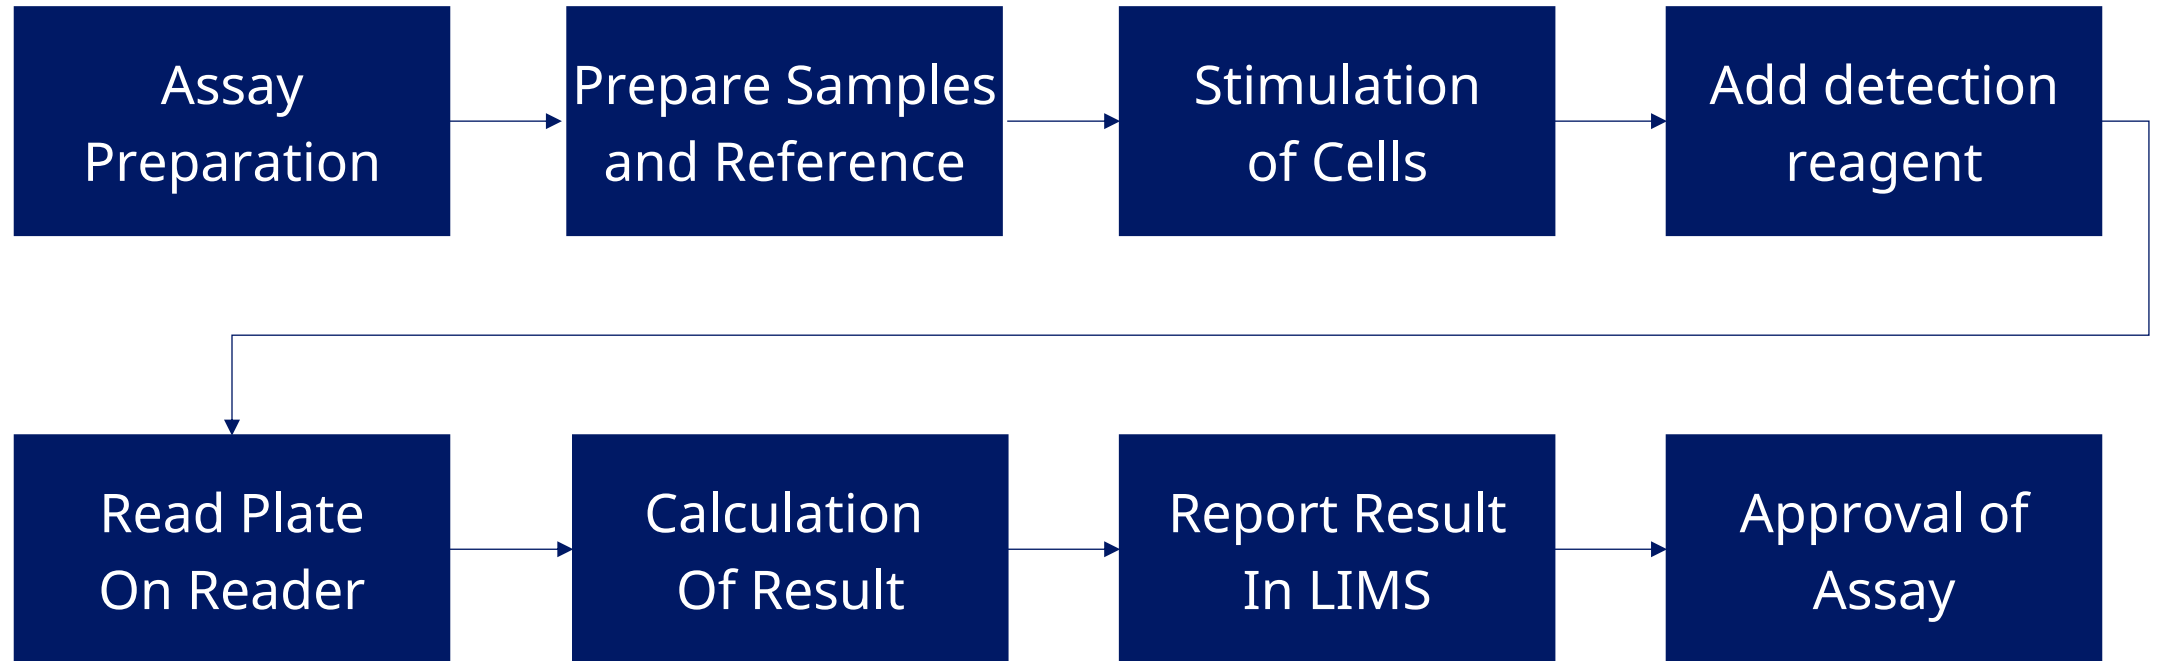 Assay
Preparation
Prepare Samples
and Reference
Stimulation
of Cells
Add detection
reagent
Read Plate
On Reader
Calculation
Of Result
Report Result
In LIMS
Approval of
Assay